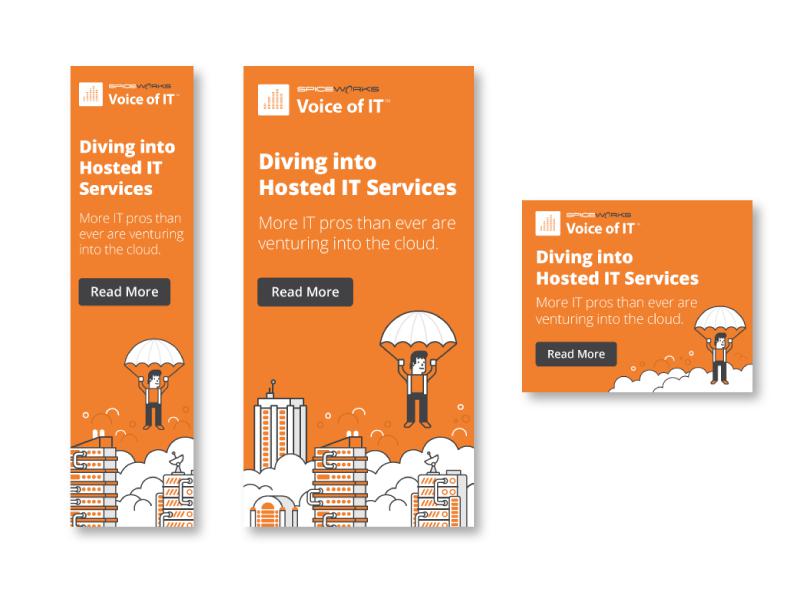 SPICEWORKS
Voice of IT™
Diving into
Hosted IT
Services
More IT pros than
ever are venturing
into the cloud.
Read More
SPICEWORKS
Voice of IT™
Diving into
Hosted IT Services
More IT pros than ever are
venturing into the cloud.
Read More
SPICEWORKS
Voice of IT™
Diving into
Hosted IT Services
More IT pros than ever are
venturing into the cloud.
Read More